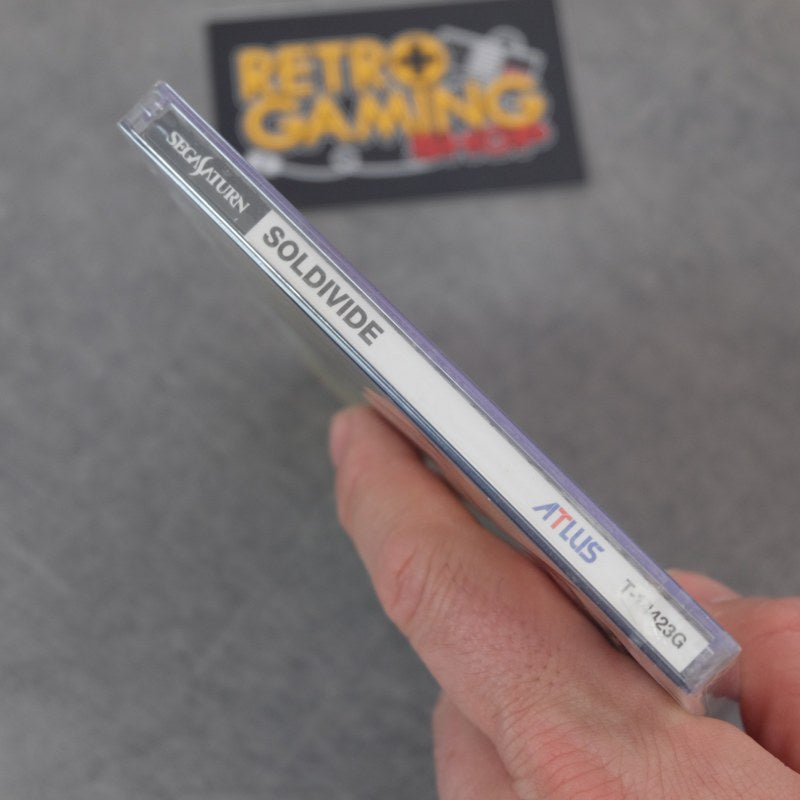 RETRO
GAMING
SHOP
SEGA SATURN
SOLDIVIDE
ATLUS